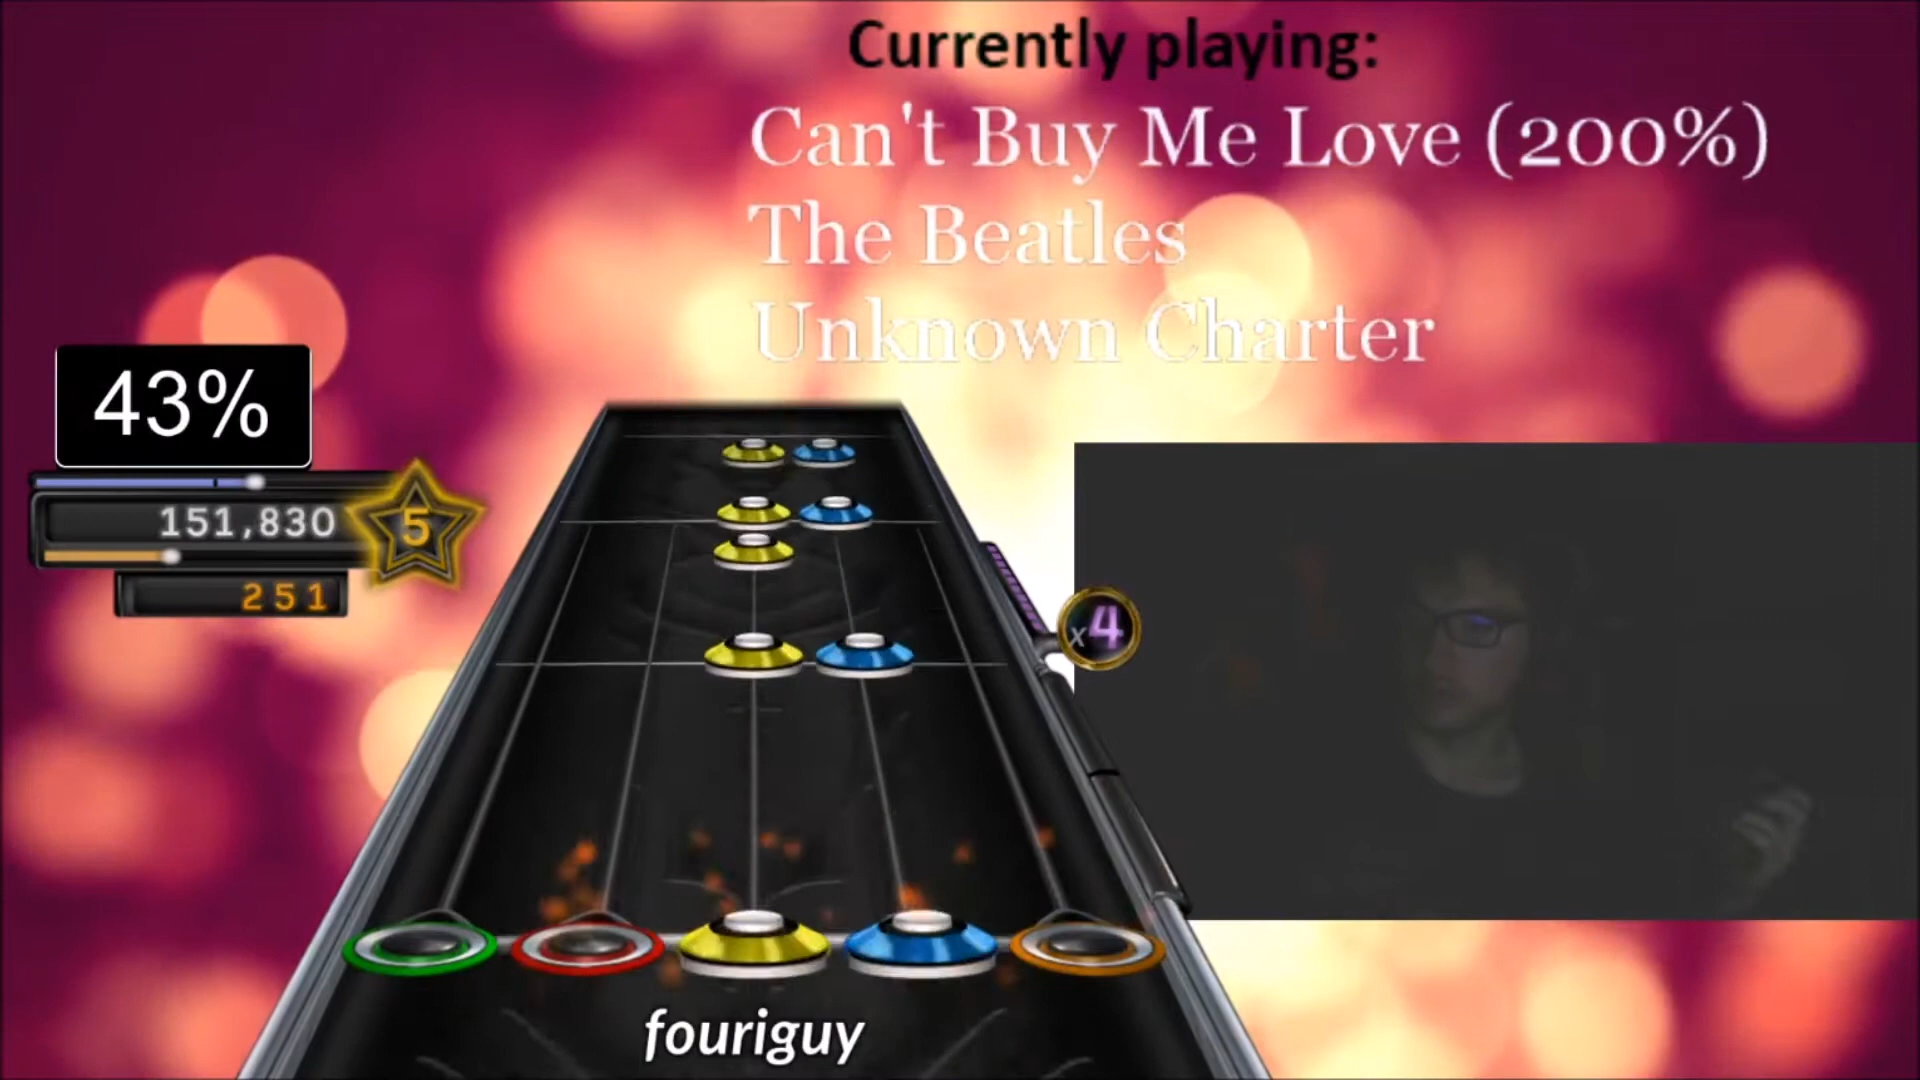 Currently playing:
Can't Buy Me Love (200%)
The Beatles
Unknown Charter
43%
151,830
5
251
x4
fouriguy